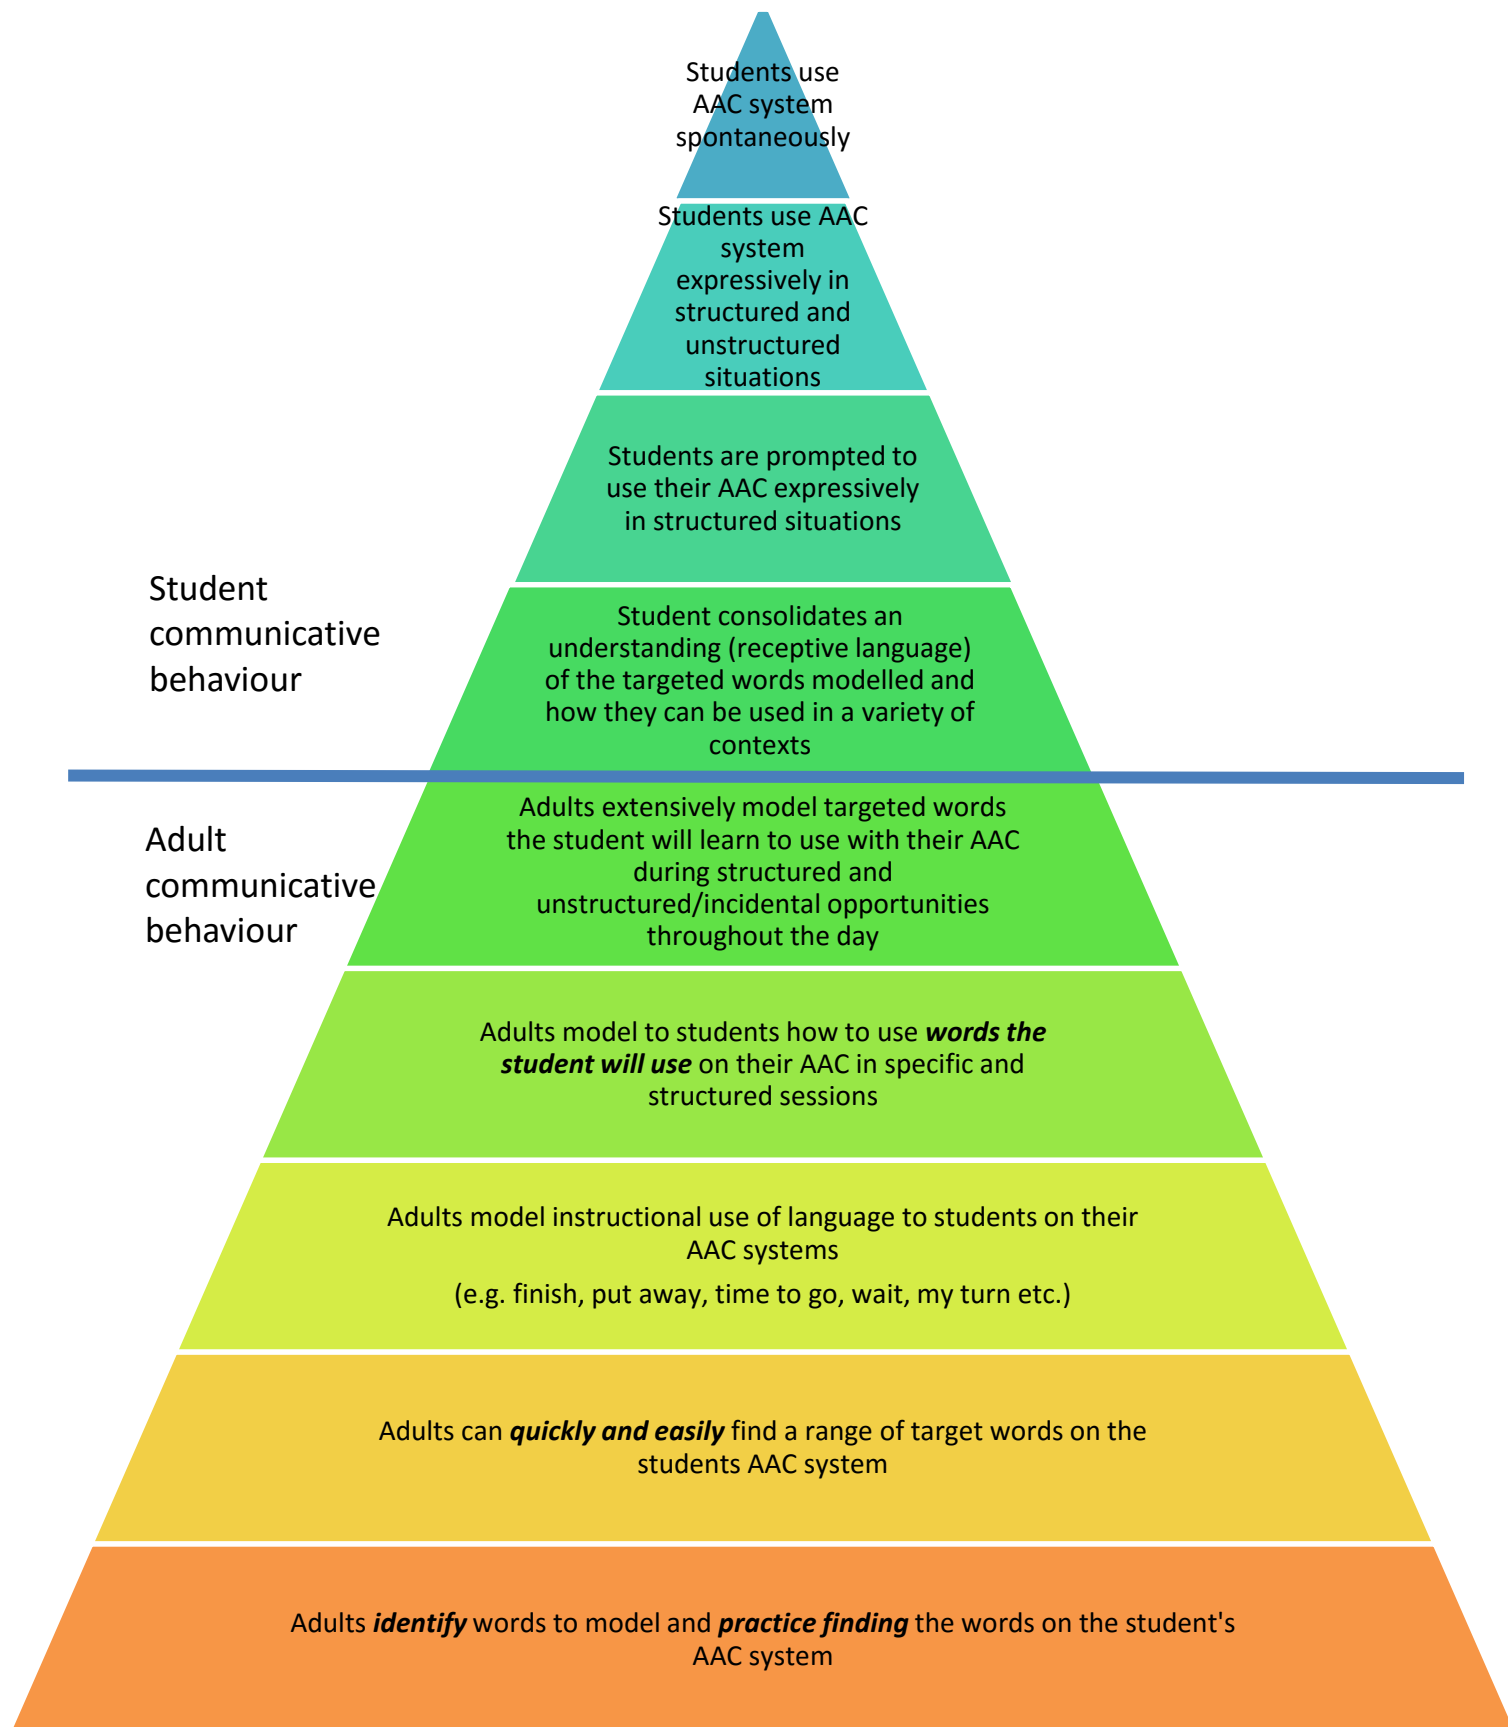 Students use
AAC system
spontaneously
Students use AAC
system
expressively in
structured and
unstructured
situations
Students are prompted to
use their AAC expressively
in structured situations
Student
communicative
behaviour
Student consolidates an
understanding (receptive language)
of the targeted words modelled and
how they can be used in a variety of
contexts
Adult
communicative
behaviour
Adults extensively model targeted words
the student will learn to use with their AAC
during structured and
unstructured/incidental opportunities
throughout the day
Adults model to students how to use words the
student will use on their AAC in specific and
structured sessions
Adults model instructional use of language to students on their
AAC systems
(e.g. finish, put away, time to go, wait, my turn etc.)
Adults can quickly and easily find a range of target words on the
students AAC system
Adults identify words to model and practice finding the words on the student's
AAC system